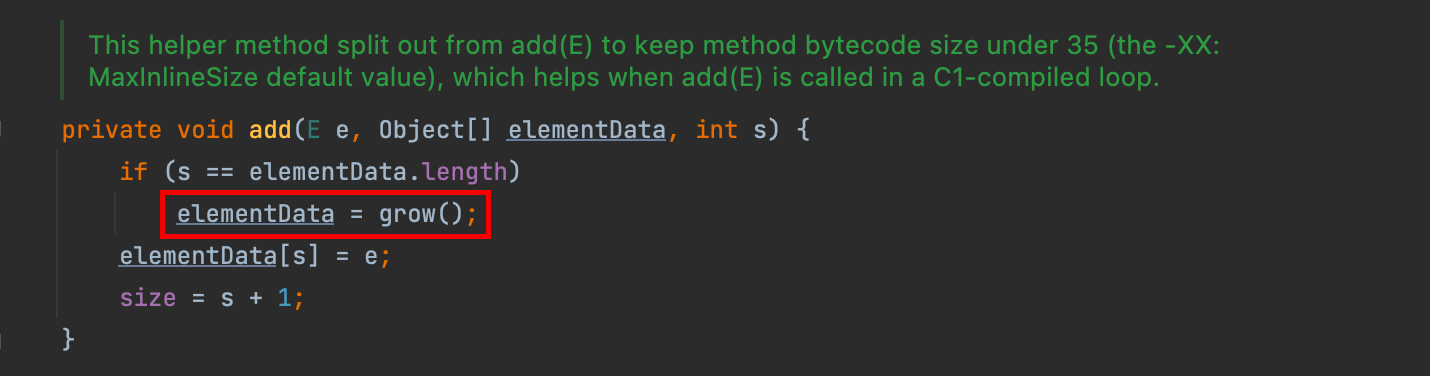 This helper method split out from add(E) to keep method bytecode size under 35 (the -XX:
MaxInlineSize default value), which helps when add(E) is called in a C1-compiled loop.
private void add(E e, Object[] elementData, int s) {
    if (s == elementData.length)
        elementData = grow();
    elementData[s] = e;
    size = s + 1;
}